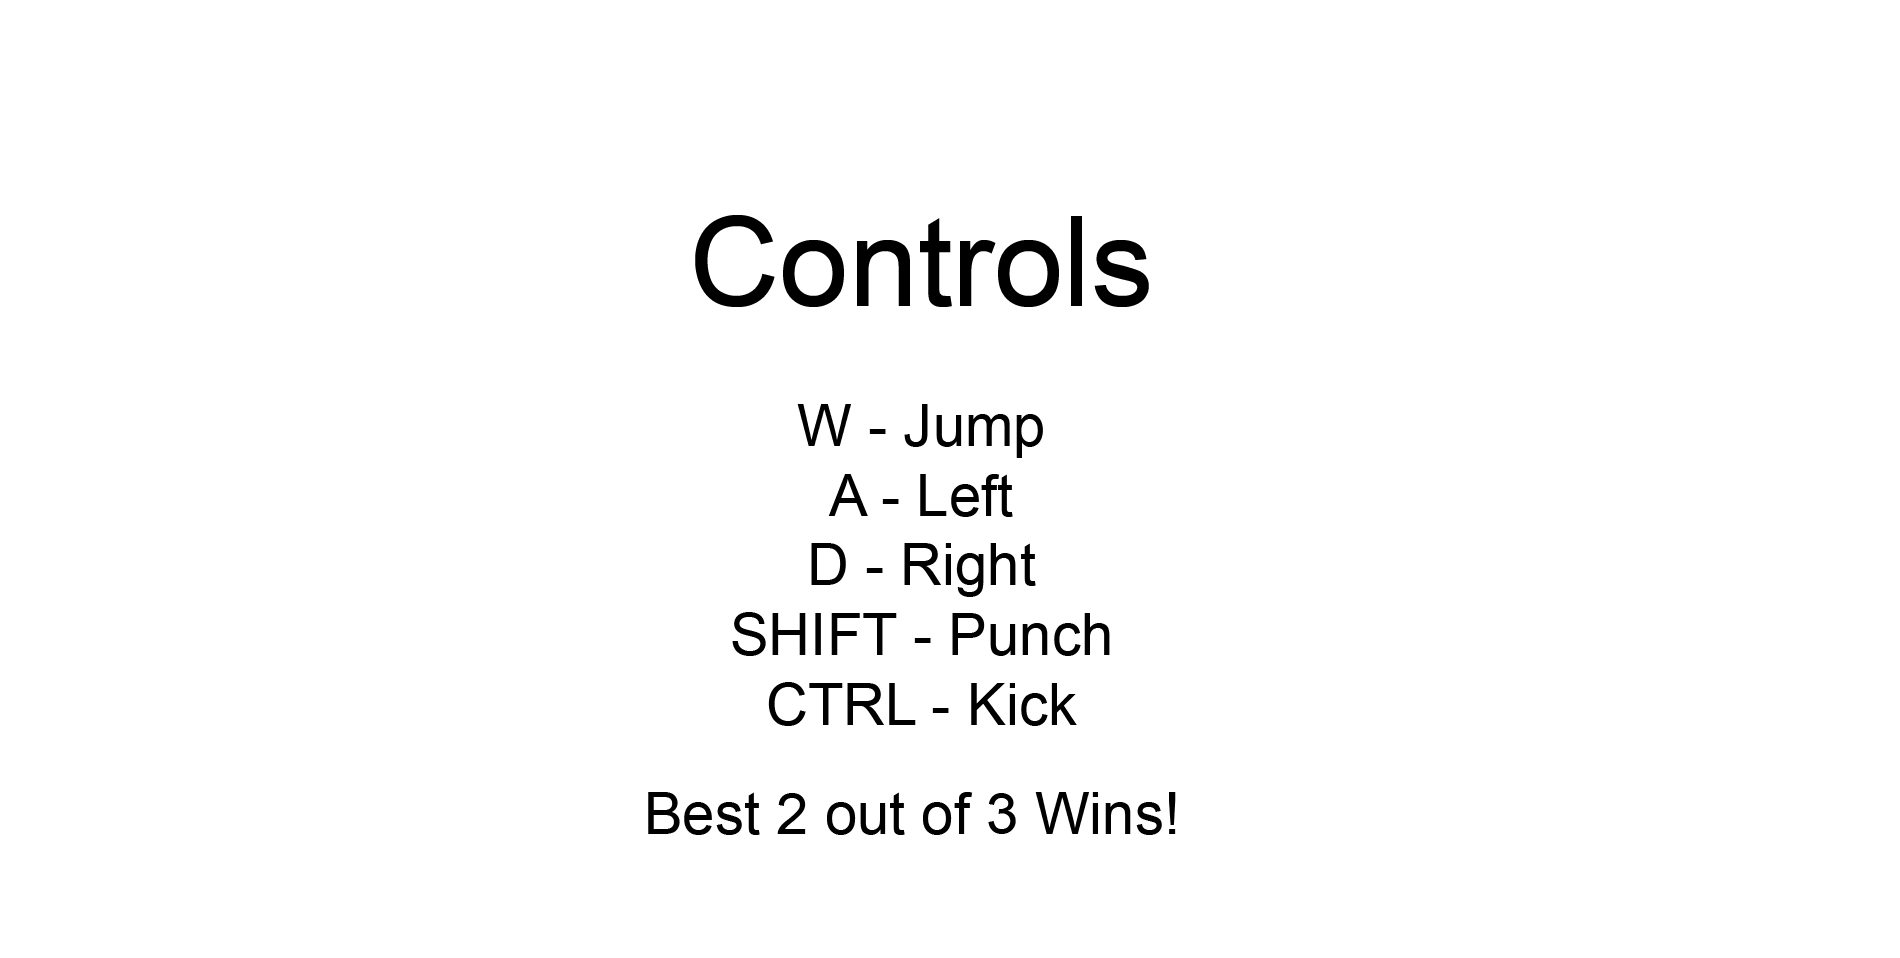 Controls
W - Jump
A - Left
D - Right
SHIFT - Punch
CTRL - Kick
Best 2 out of 3 Wins!